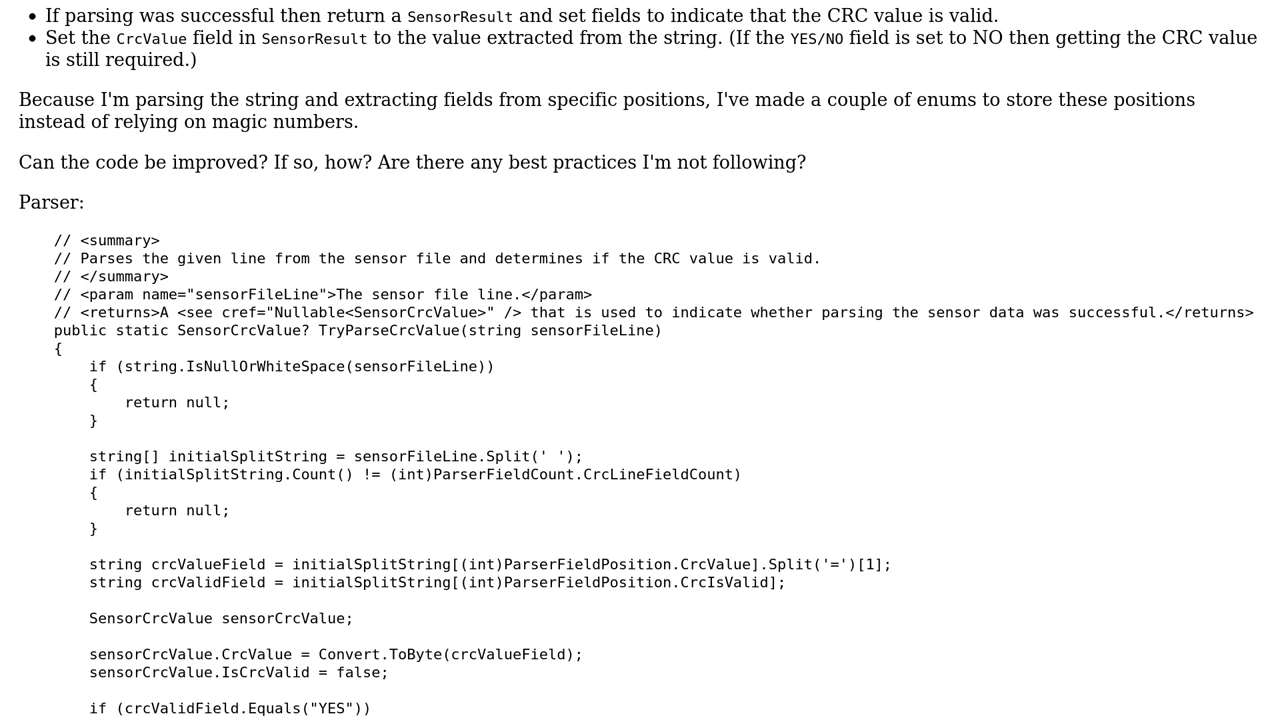 • If parsing was successful then return a SensorResult and set fields to indicate that the CRC value is valid.
• Set the CrcValue field in SensorResult to the value extracted from the string. (If the YES/NO field is set to NO then getting the CRC value
is still required.)
Because I'm parsing the string and extracting fields from specific positions, I've made a couple of enums to store these positions
instead of relying on magic numbers.
Can the code be improved? If so, how? Are there any best practices I'm not following?
Parser:
// <summary>
// Parses the given line from the sensor file and determines if the CRC value is valid.
// </summary>
// <param name="sensorFileLine">The sensor file line.</param>
// <returns>A <see cref="Nullable<SensorCrcValue>" /> that is used to indicate whether parsing the sensor data was successful.</returns>
public static SensorCrcValue? TryParseCrcValue(string sensorFileLine)
{
    if (string.IsNullOrWhiteSpace(sensorFileLine))
    {
        return null;
    }
    string[] initialSplitString = sensorFileLine.Split(' ');
    if (initialSplitString.Count() != (int)ParserFieldCount.CrcLineFieldCount)
    {
        return null;
    }
    string crcValueField = initialSplitString[(int)ParserFieldPosition.CrcValue].Split('=')[1];
    string crcValidField = initialSplitString[(int)ParserFieldPosition.CrcIsValid];
    SensorCrcValue sensorCrcValue;
    sensorCrcValue.CrcValue = Convert.ToByte(crcValueField);
    sensorCrcValue.IsCrcValid = false;
    if (crcValidField.Equals("YES"))